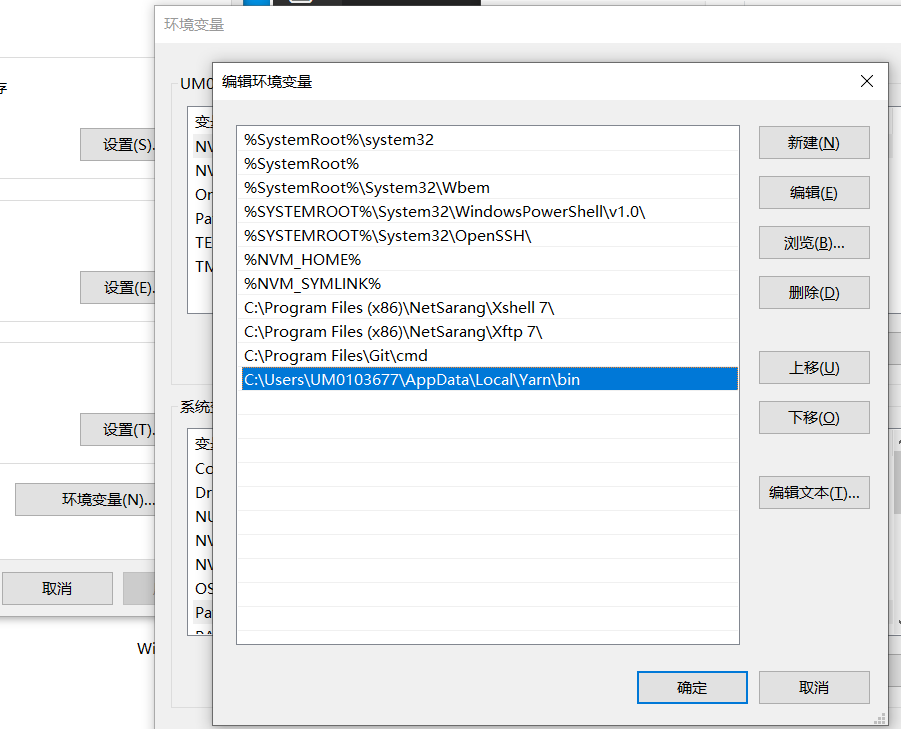 环境变量
UM0
编辑环境变量
存
变
%SystemRoot%\system32
新建(N)
设置(S)...
NV
%SystemRoot%
NV
%SystemRoot%\System32\Wbem
编辑(E)
On
%SYSTEMROOT%\System32\WindowsPowerShell\v1.0\
Pa
%SYSTEMROOT%\System32\OpenSSH\
浏览(B)...
TE
%NVM_HOME%
TM
%NVM_SYMLINK%
删除(D)
设置(E)...
C:\Program Files (x86)\NetSarang\Xshell 7\
C:\Program Files (x86)\NetSarang\Xftp 7\
C:\Program Files\Git\cmd
上移(U)
C:\Users\UM0103677\AppData\Local\Yarn\bin
系统变
下移(O)
设置(T)...
变
Co
Dr
编辑文本(T)...
环境变量(N)...
NU
NV
NV
OS
取消
Pa
Wi
确定
取消